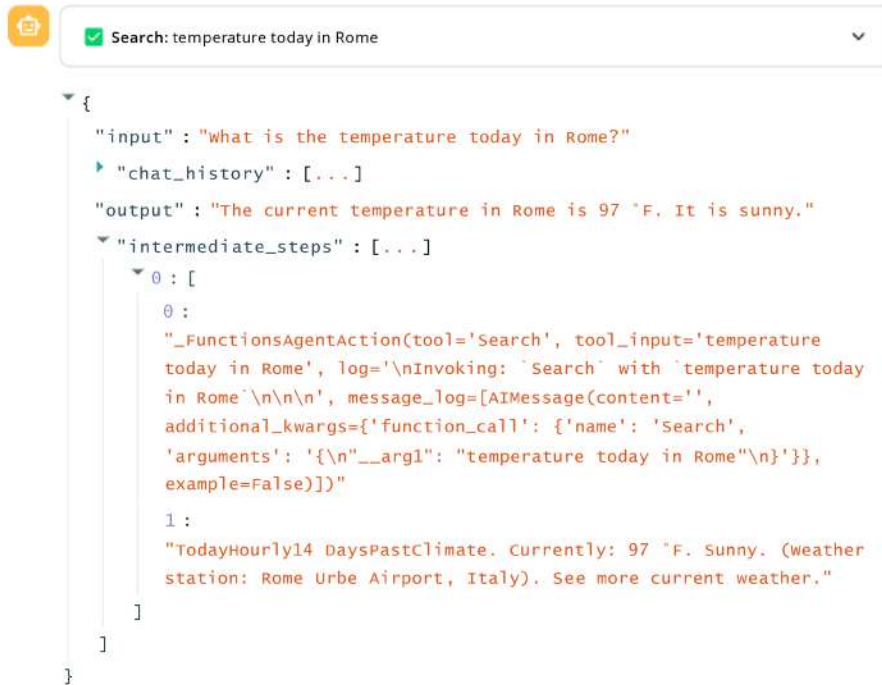 Search: temperature today in Rome
{
"input" : "What is the temperature today in Rome?"
"chat_history" : [...]
"output" : "The current temperature in Rome is 97 °F. It is sunny."
"intermediate_steps" : [...]
0 : [
0 :
"_FunctionsAgentAction(tool='Search', tool_input='temperature
today in Rome', log='\nInvoking: `Search` with `temperature today
in Rome`\n\n\n', message_log=[AIMessage(content='',
additional_kwargs={'function_call': {'name': 'Search',
'arguments': '{\n"__arg1": "temperature today in Rome"\n}'}},
example=False)])"
1 :
"TodayHourly14 DaysPastClimate. Currently: 97 °F. Sunny. (Weather
station: Rome Urbe Airport, Italy). See more current weather."
]
]
}